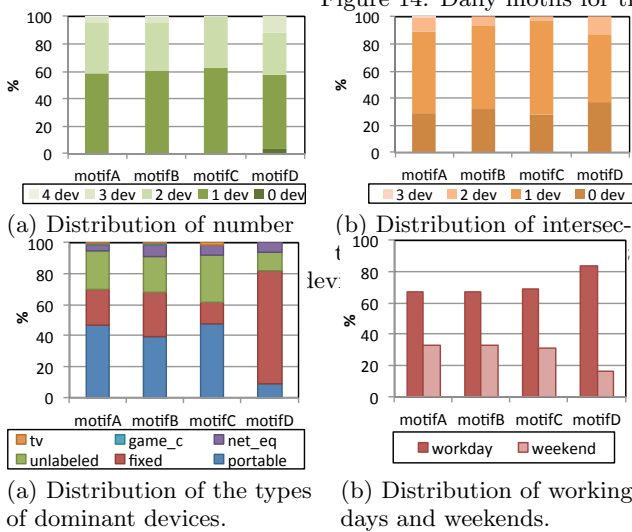 Figure 14: Daily motifs for th
100
80
60
40
20
0
%
motifA motifB motifC motifD
4 dev 3 dev 2 dev 1 dev 0 dev
(a) Distribution of number
100
80
60
40
20
0
%
motifA motifB motifC motifD
3 dev 2 dev 1 dev 0 dev
(b) Distribution of intersec-
t
devi
100
80
60
40
20
0
%
motifA motifB motifC motifD
tv game_c net_eq
unlabeled fixed portable
(a) Distribution of the types
of dominant devices.
100
80
60
40
20
0
%
motifA motifB motifC motifD
workday weekend
(b) Distribution of working
days and weekends.